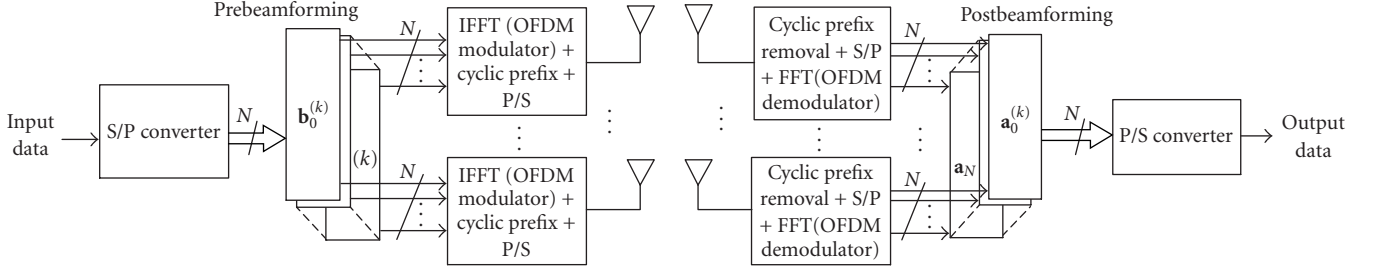 Prebeamforming
Input
data
S/P converter
N
b₀⁽ᵏ⁾
(k)
N
IFFT (OFDM
modulator) +
cyclic prefix +
P/S
N
IFFT (OFDM
modulator) +
cyclic prefix +
P/S
Cyclic prefix
removal + S/P
+ FFT(OFDM
demodulator)
N
Cyclic prefix
removal + S/P
+ FFT(OFDM
demodulator)
N
Postbeamforming
a_N
a₀⁽ᵏ⁾
N
P/S converter
Output
data